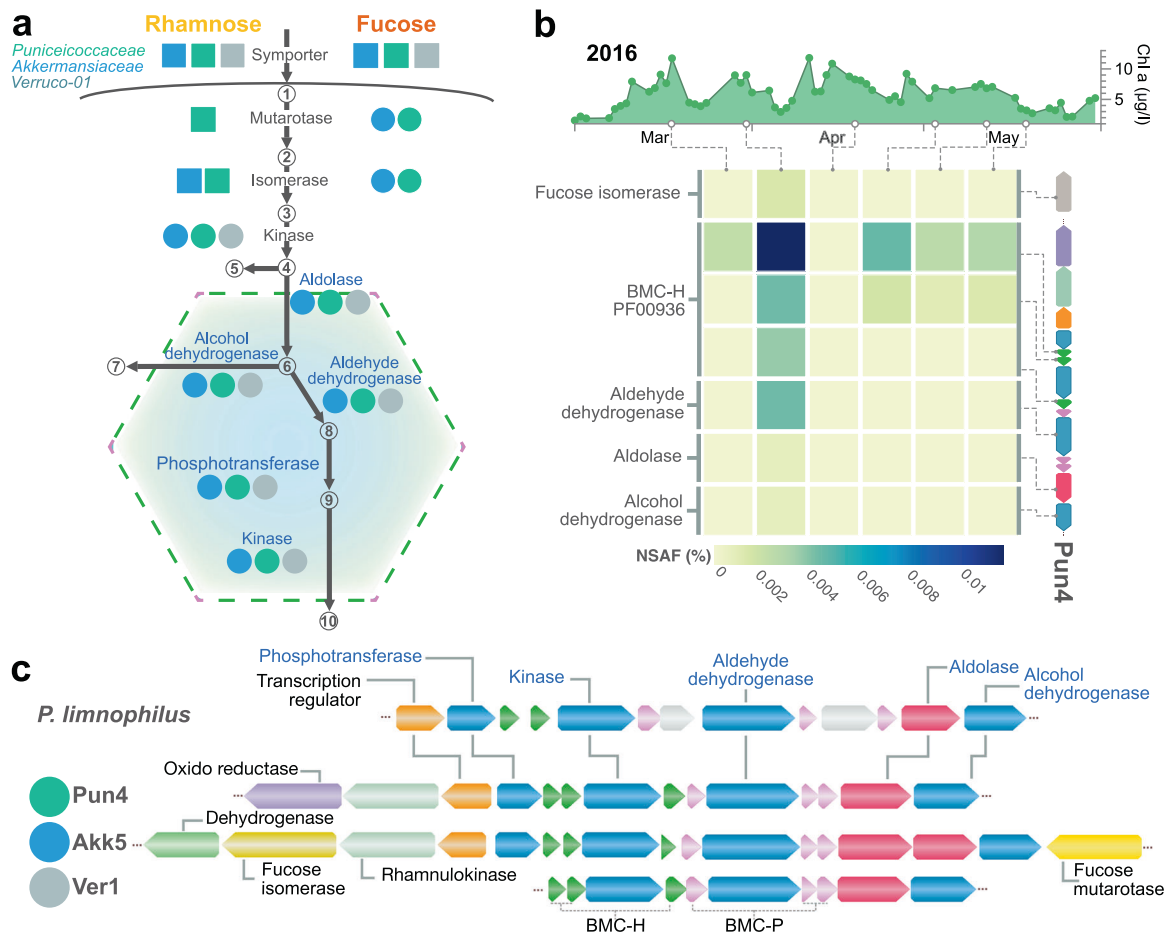 a
Rhamnose
Fucose
Puniceicoccaceae
Akkermansiaceae
Verruco-01
Symporter
1
Mutarotase
2
Isomerase
3
Kinase
5
4
Aldolase
Alcohol
dehydrogenase
7
6
Aldehyde
dehydrogenase
8
Phosphotransferase
9
Kinase
10
b
2016
10
5
Chl a (µg/l)
Mar
Apr
May
Fucose isomerase
BMC-H
PF00936
Aldehyde
dehydrogenase
Aldolase
Alcohol
dehydrogenase
NSAF (%)
0
0.002
0.004
0.006
0.008
0.01
Pun4
c
Phosphotransferase
Transcription
regulator
Kinase
Aldehyde
dehydrogenase
Aldolase
Alcohol
dehydrogenase
P. limnophilus
Oxido reductase
Pun4
Dehydrogenase
Akk5
Fucose
isomerase
Rhamnulokinase
Fucose
mutarotase
Ver1
BMC-H
BMC-P